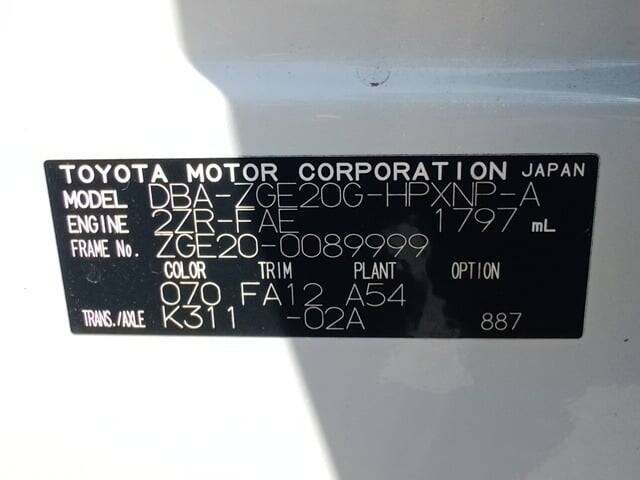 TOYOTA MOTOR CORPORATION JAPAN
MODEL DBA-ZGE20G-HPXNP-A
ENGINE 2ZR-FAE 1797 mL
FRAME No. ZGE20-0089999
COLOR TRIM PLANT OPTION
070 FA12 A54
TRANS./AXLE K311 -02A 887